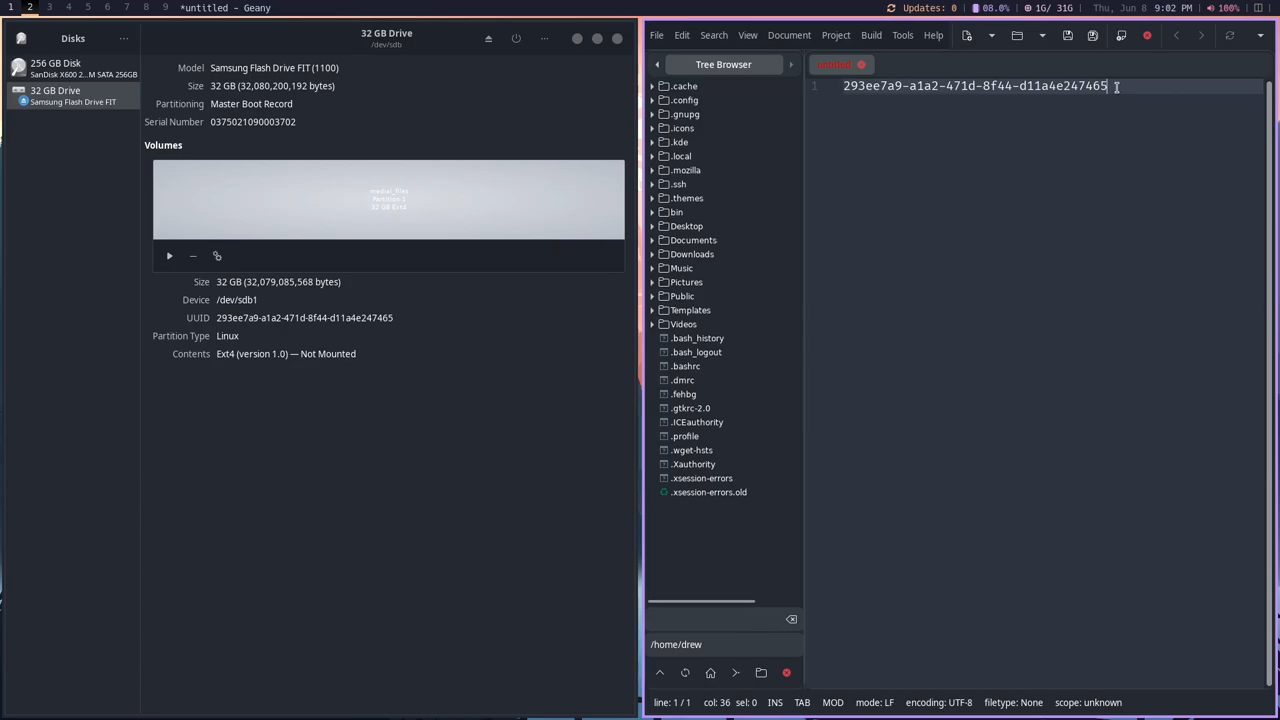 1 2 3 4 5 6 7 8 9 *untitled - Geany
Updates: 0 08.0% 1G/ 31G Thu, Jun 8 9:02 PM 100%
Disks
32 GB Drive
/dev/sdb
256 GB Disk
SanDisk X600 2...M SATA 256GB
32 GB Drive
Samsung Flash Drive FIT
Model Samsung Flash Drive FIT (1100)
Size 32 GB (32,080,200,192 bytes)
Partitioning Master Boot Record
Serial Number 0375021090003702
Volumes
medial_files
Partition 1
32 GB Ext4
Size 32 GB (32,079,085,568 bytes)
Device /dev/sdb1
UUID 293ee7a9-a1a2-471d-8f44-d11a4e247465
Partition Type Linux
Contents Ext4 (version 1.0) — Not Mounted
File Edit Search View Document Project Build Tools Help
Tree Browser
untitled
.cache
.config
.gnupg
.icons
.kde
.local
.mozilla
.ssh
.themes
bin
Desktop
Documents
Downloads
Music
Pictures
Public
Templates
Videos
.bash_history
.bash_logout
.bashrc
.dmrc
.fehbg
.gtkrc-2.0
.ICEauthority
.profile
.wget-hsts
.Xauthority
.xsession-errors
.xsession-errors.old
/home/drew
1 293ee7a9-a1a2-471d-8f44-d11a4e247465
line: 1 / 1 col: 36 sel: 0 INS TAB MOD mode: LF encoding: UTF-8 filetype: None scope: unknown